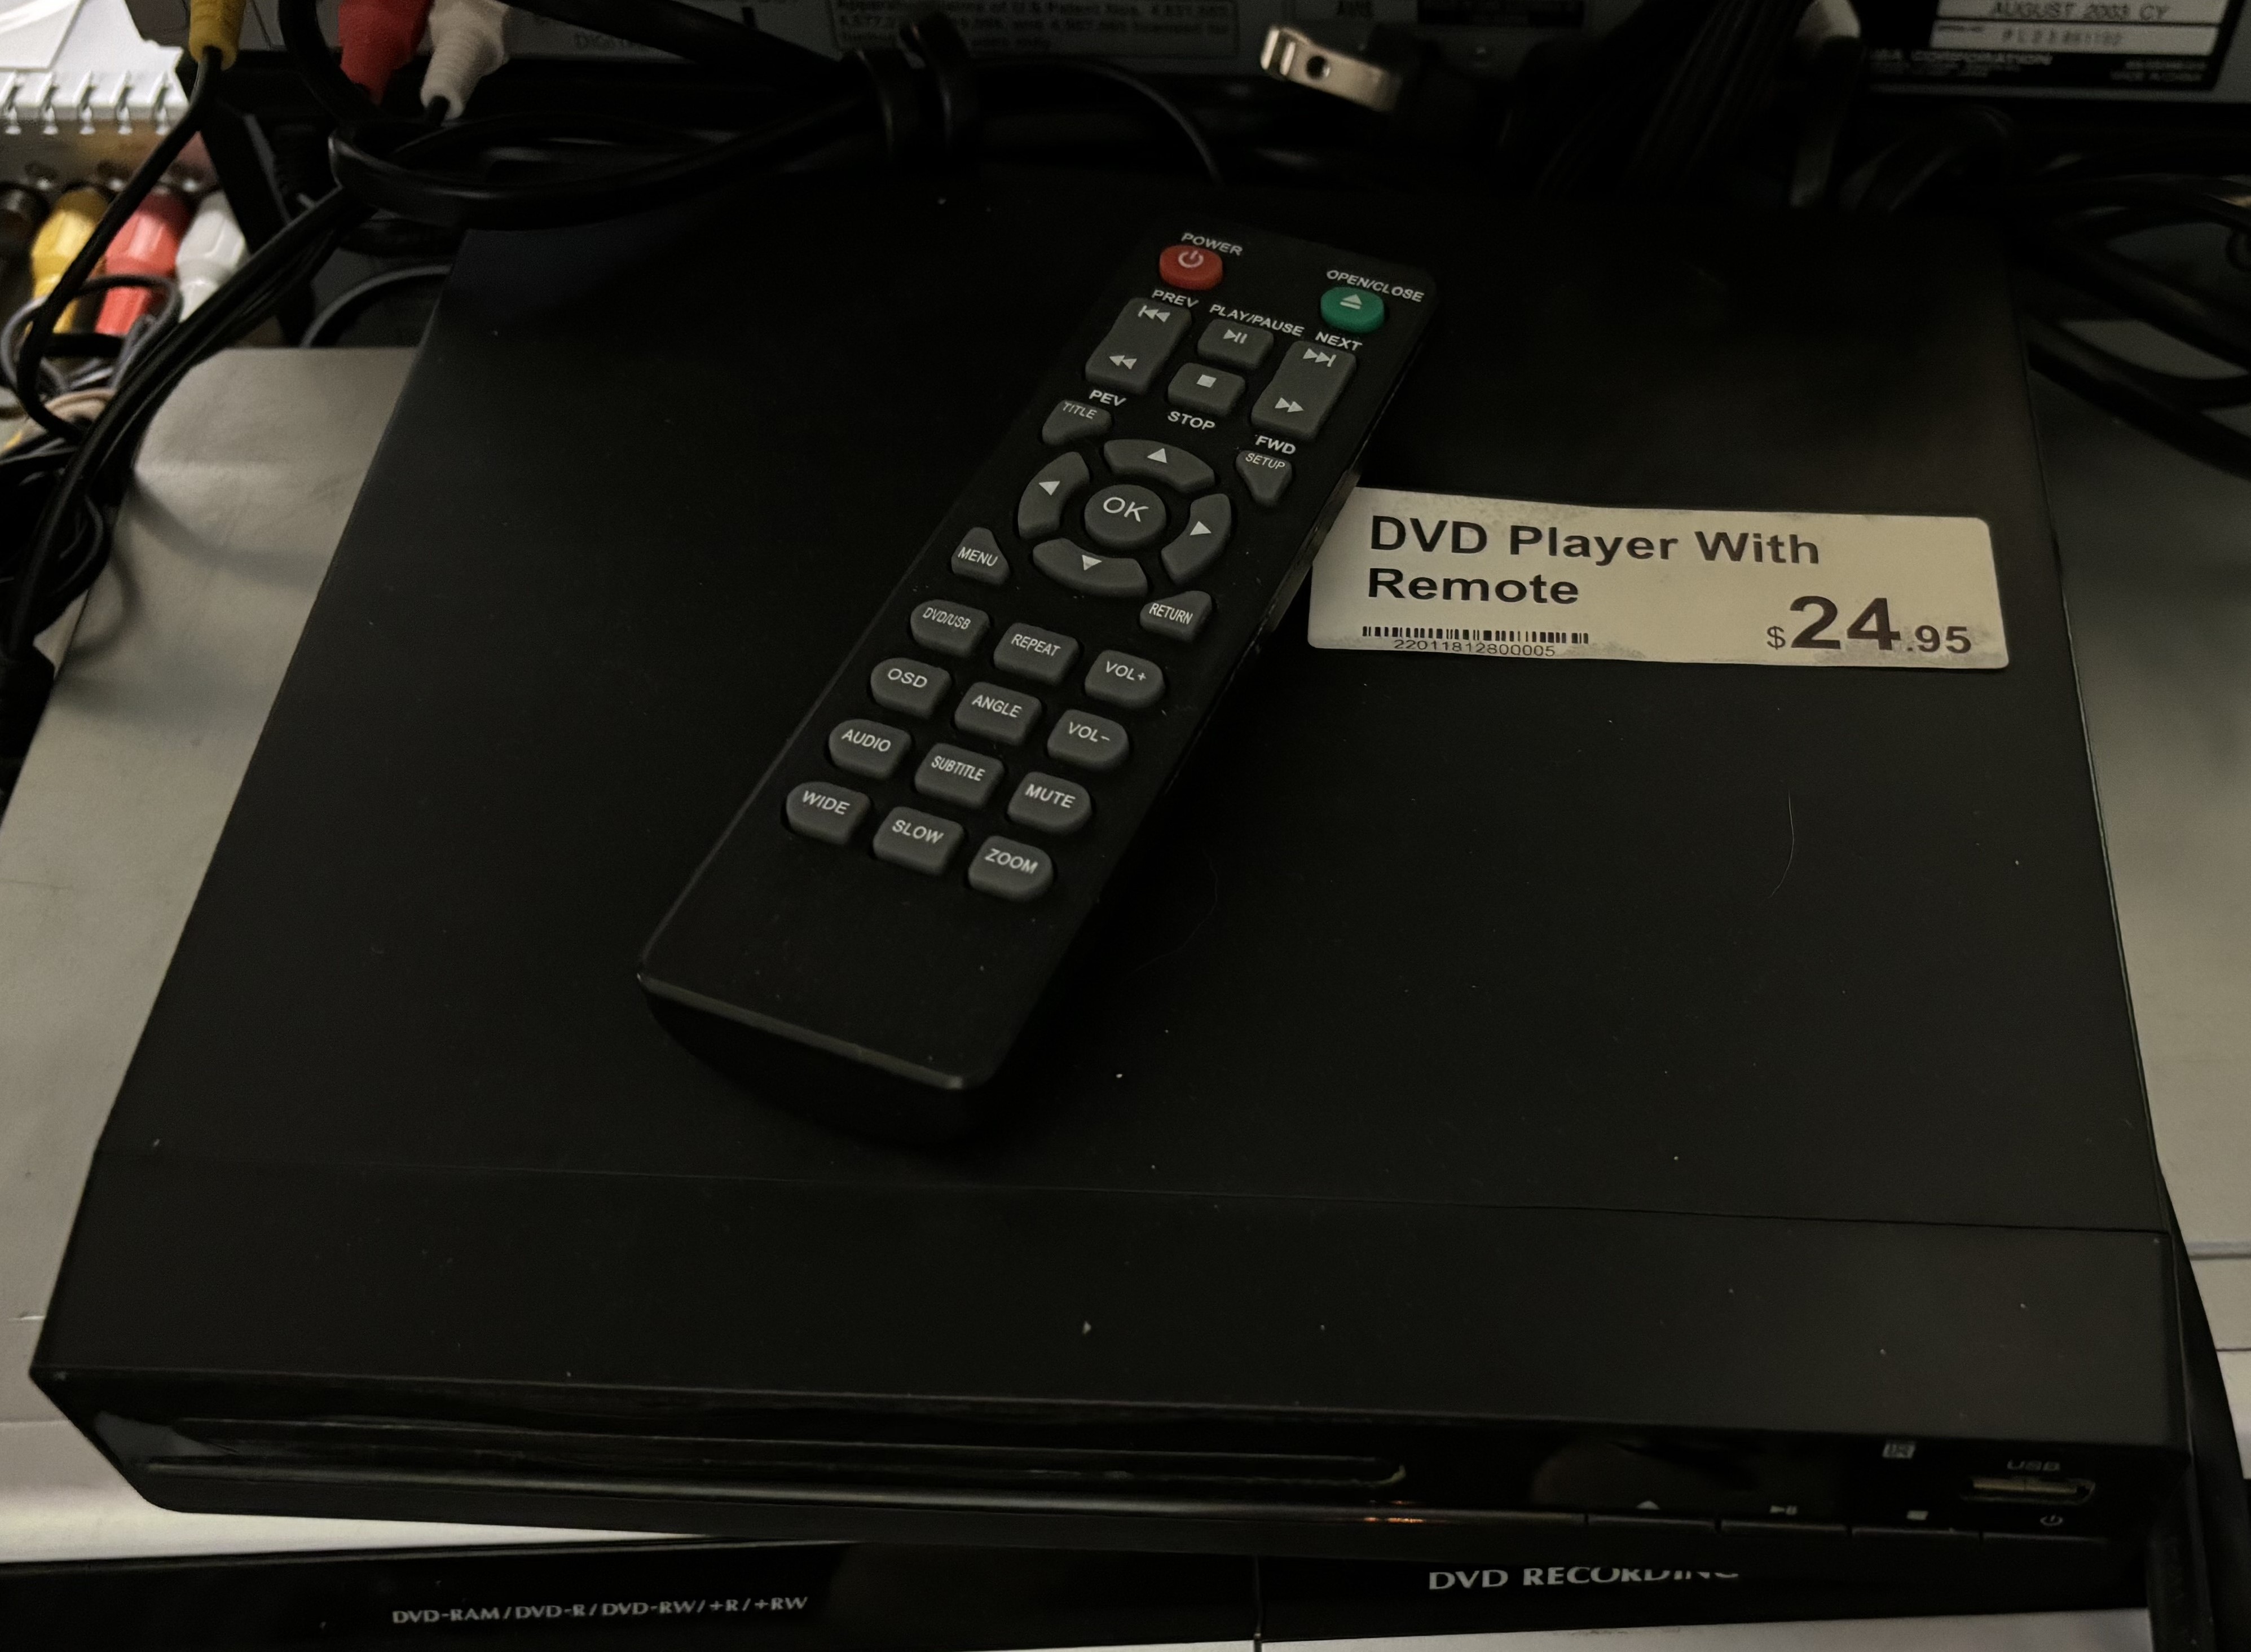 AUGUST 2003 CY
CORPORATION
POWER
OPEN/CLOSE
PREV
PLAY/PAUSE
NEXT
PEV
STOP
FWD
TITLE
SETUP
OK
MENU
RETURN
DVD/USB
REPEAT
VOL+
OSD
ANGLE
VOL-
AUDIO
SUBTITLE
MUTE
WIDE
SLOW
ZOOM
DVD Player With
Remote
$24.95
22011812800005
USB
DVD RECORDING
DVD-RAM/DVD-R/DVD-RW/+R/+RW